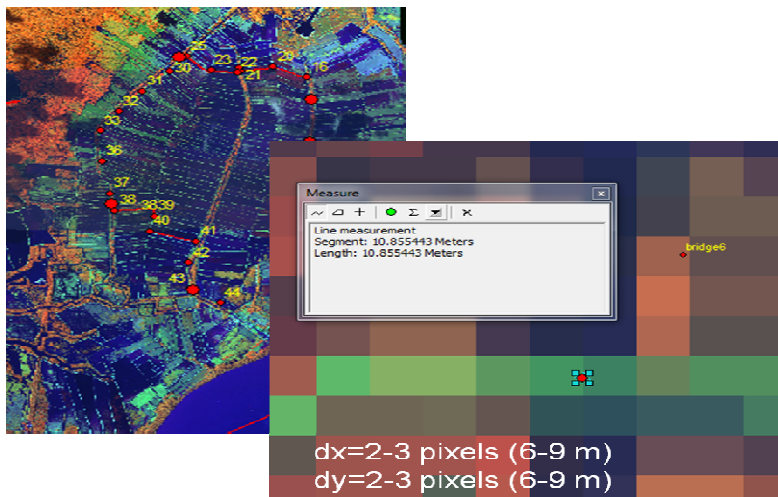 25
30
23
22
21
29
16
31
32
33
36
37
38
3839
40
41
42
43
44
Measure
Line measurement
Segment: 10.855443 Meters
Length: 10.855443 Meters
bridge6
dx=2-3 pixels (6-9 m)
dy=2-3 pixels (6-9 m)